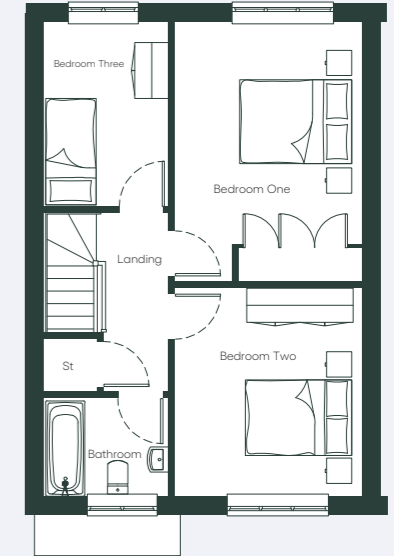 Bedroom Three
Bedroom One
Landing
Bedroom Two
St
Bathroom